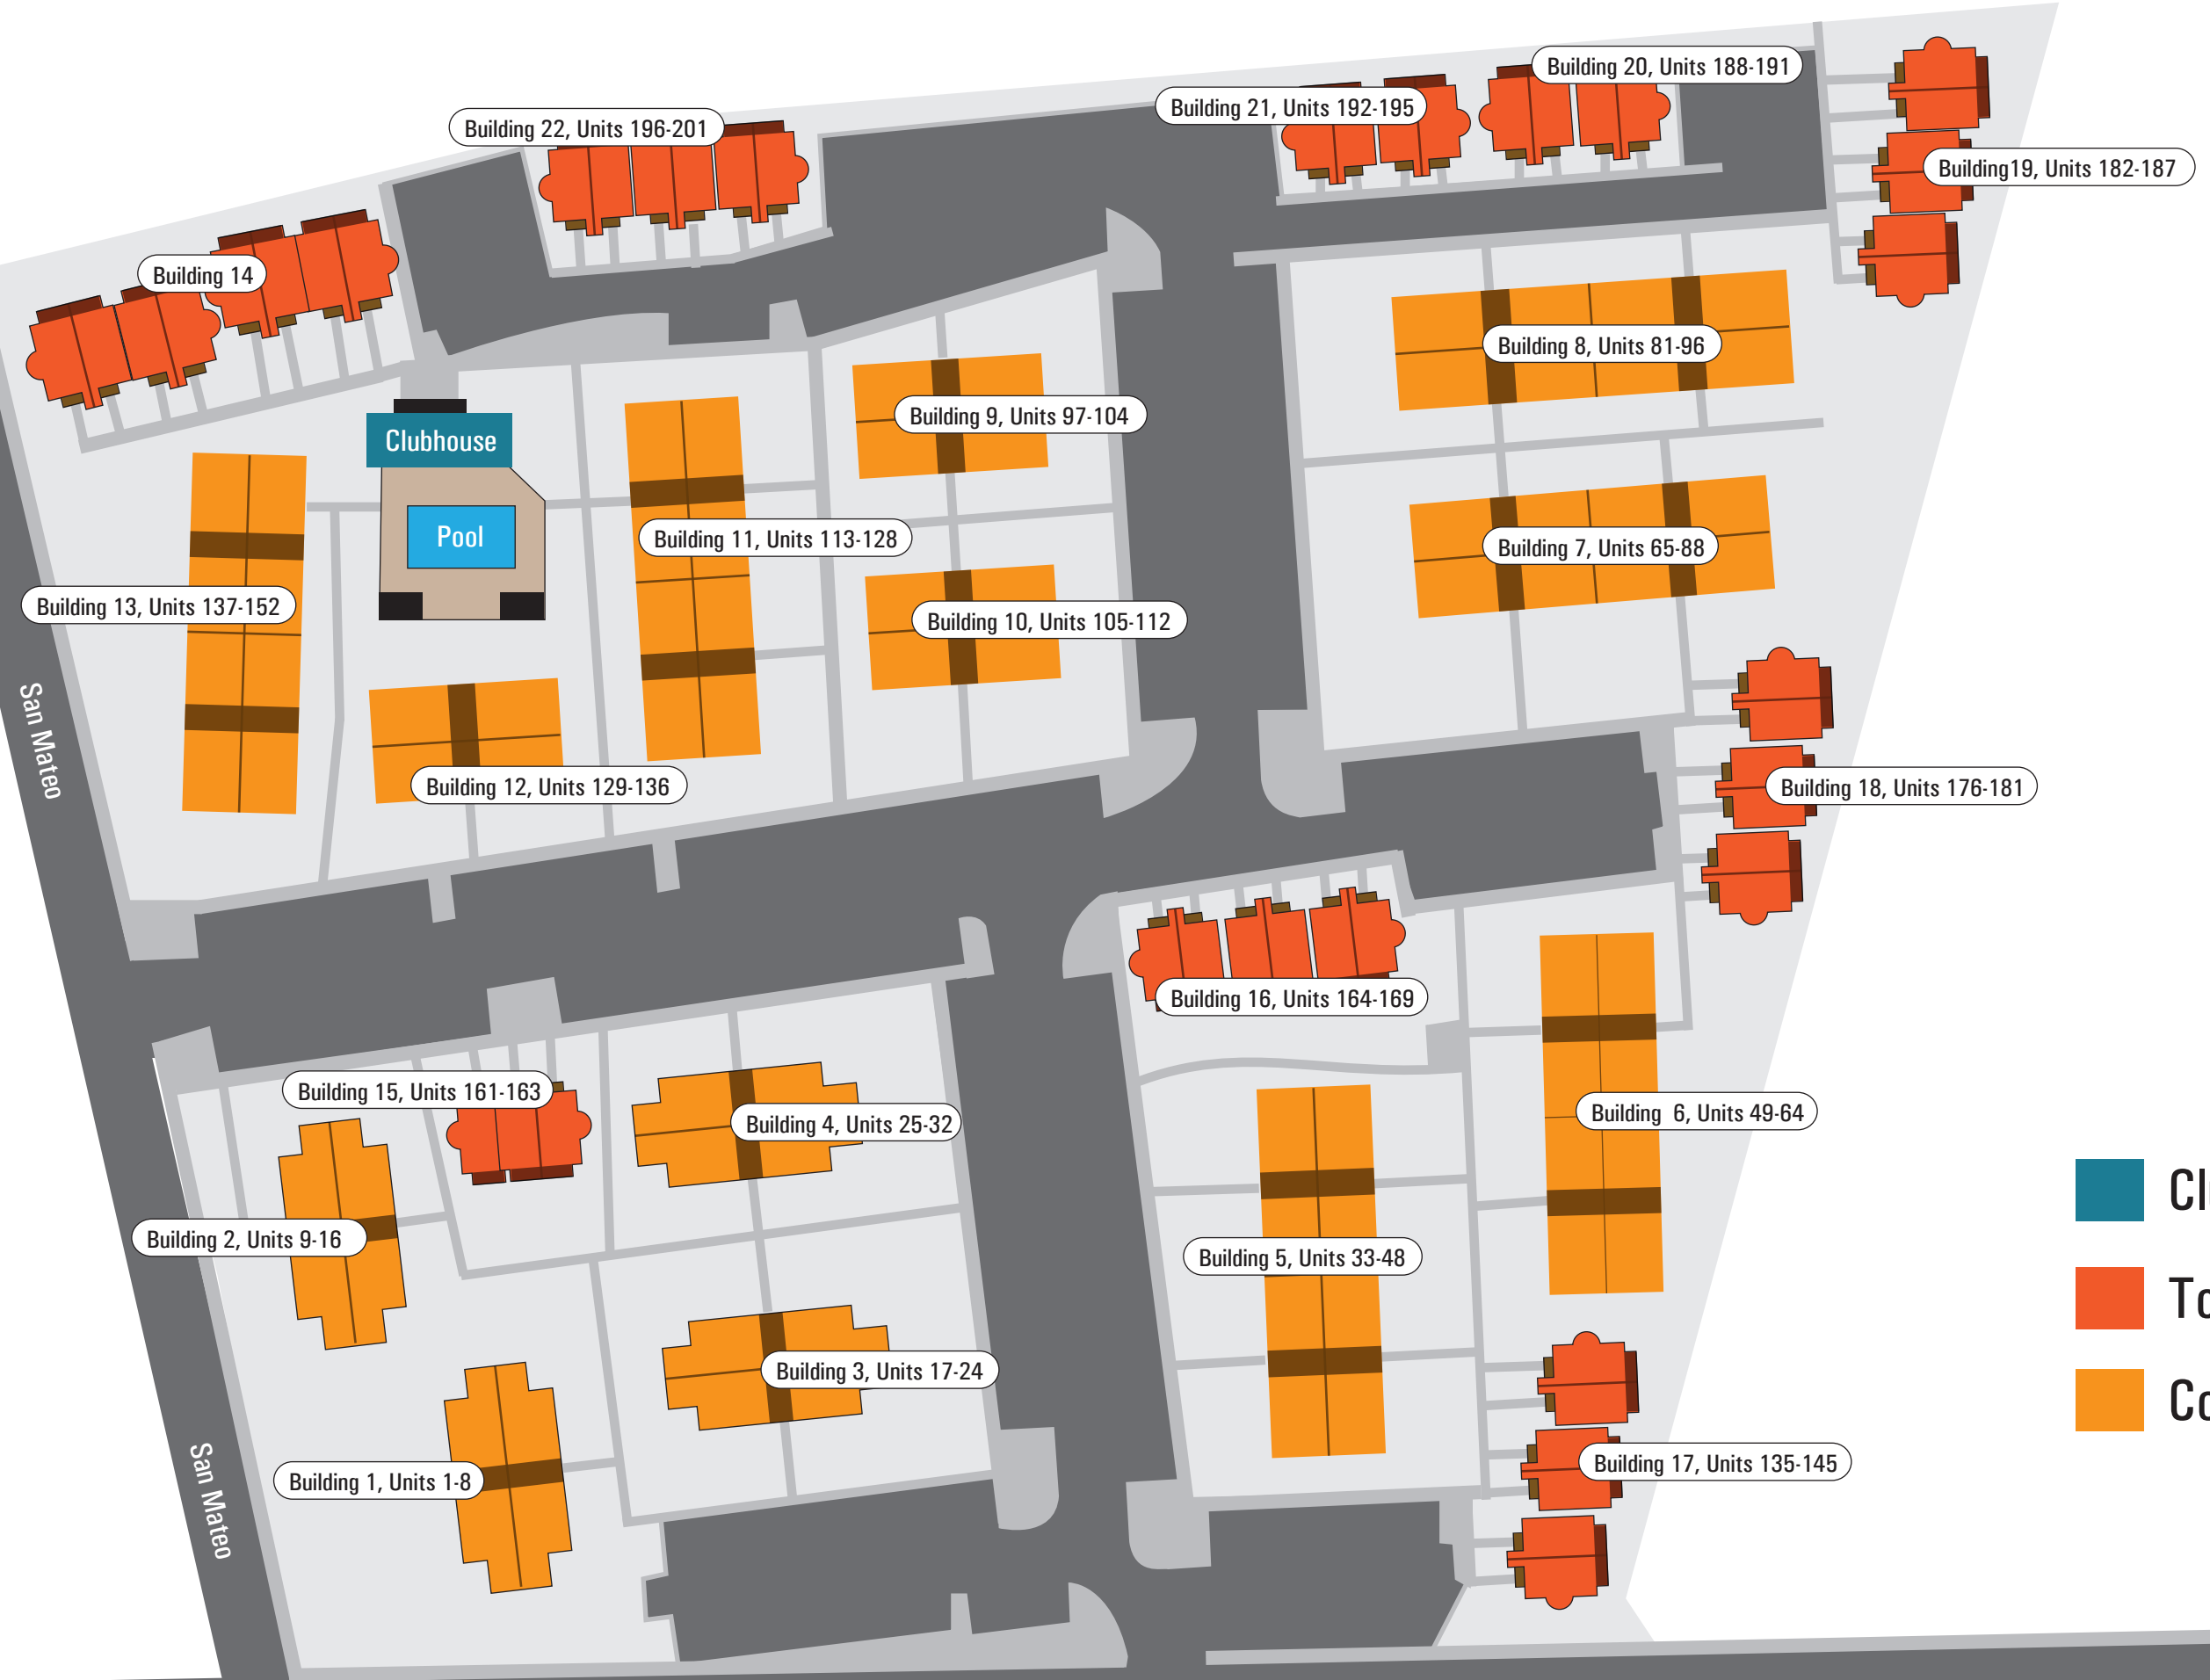 Building 20, Units 188-191
Building 21, Units 192-195
Building 22, Units 196-201
Building19, Units 182-187
Building 14
Building 8, Units 81-96
Building 9, Units 97-104
Clubhouse
Pool
Building 11, Units 113-128
Building 7, Units 65-88
Building 13, Units 137-152
Building 10, Units 105-112
San Mateo
Building 12, Units 129-136
Building 18, Units 176-181
Building 16, Units 164-169
Building 15, Units 161-163
Building 4, Units 25-32
Building 6, Units 49-64
Building 2, Units 9-16
Building 5, Units 33-48
Building 3, Units 17-24
Building 1, Units 1-8
Building 17, Units 135-145
San Mateo